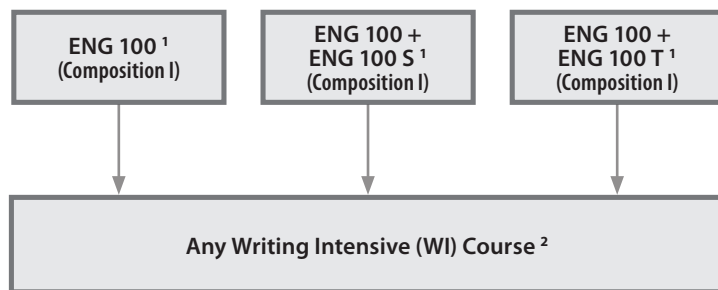 ENG 100 ¹
(Composition I)
ENG 100 +
ENG 100 S ¹
(Composition I)
ENG 100 +
ENG 100 T ¹
(Composition I)
Any Writing Intensive (WI) Course ²